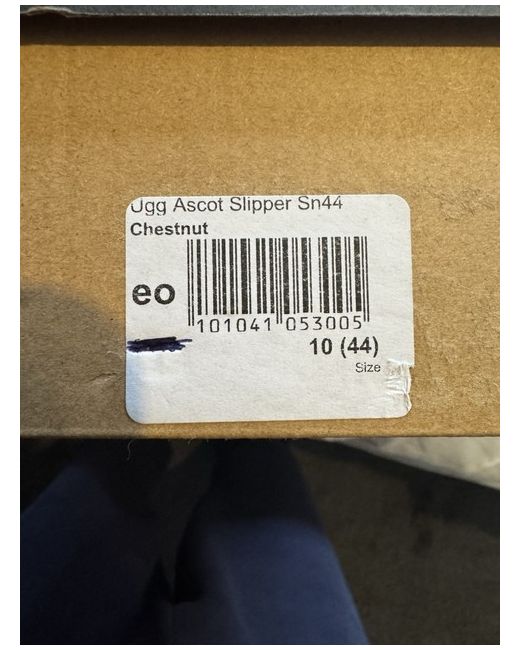 Ugg Ascot Slipper Sn44
Chestnut
eo
101041 053005
10 (44)
Size